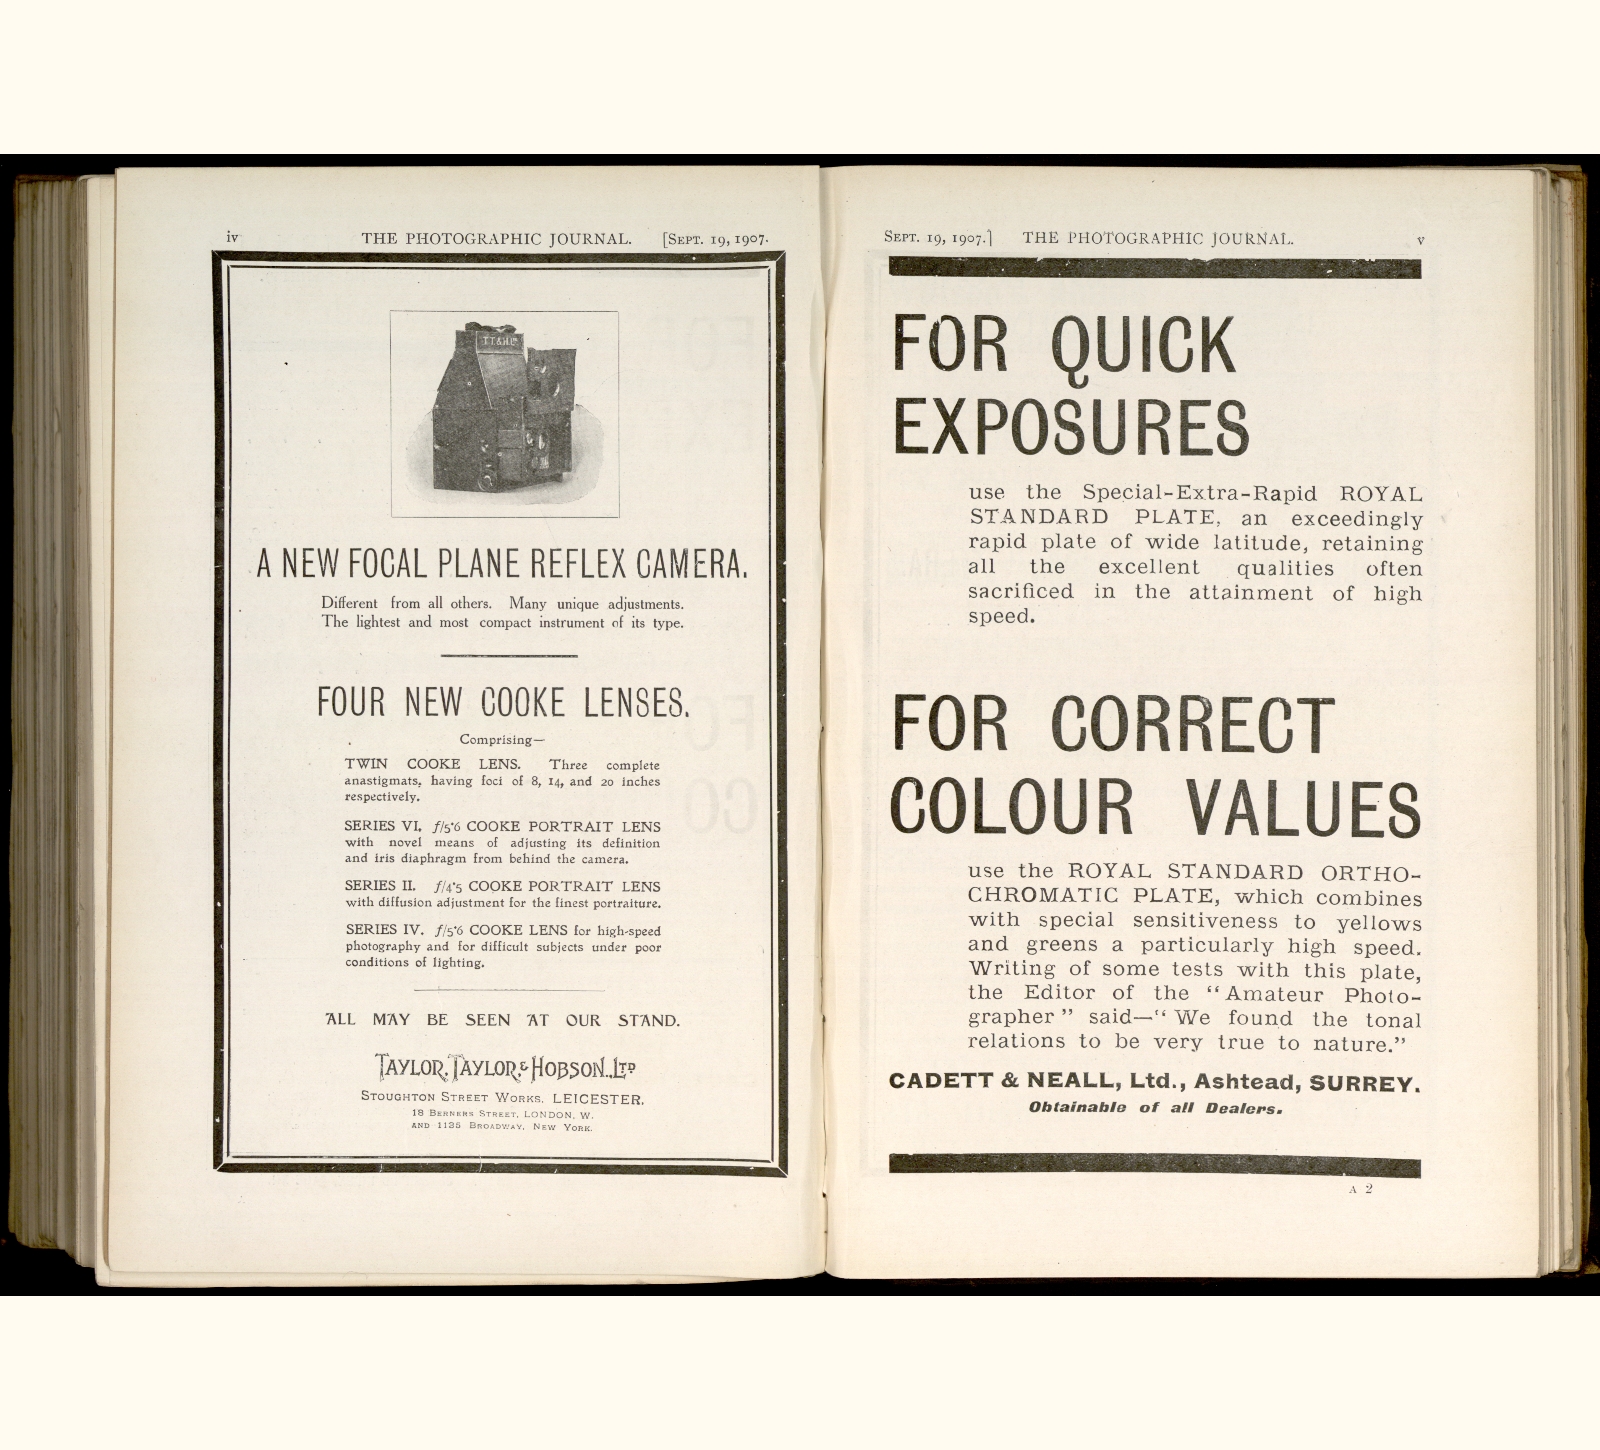 iv THE PHOTOGRAPHIC JOURNAL. [SEPT. 19, 1907.
T.T.&H.LD
A NEW FOCAL PLANE REFLEX CAMERA.
Different from all others. Many unique adjustments.
The lightest and most compact instrument of its type.
FOUR NEW COOKE LENSES.
Comprising—
TWIN COOKE LENS. Three complete
anastigmats, having foci of 8, 14, and 20 inches
respectively.
SERIES VI. f/5·6 COOKE PORTRAIT LENS
with novel means of adjusting its definition
and iris diaphragm from behind the camera.
SERIES II. f/4·5 COOKE PORTRAIT LENS
with diffusion adjustment for the finest portraiture.
SERIES IV. f/5·6 COOKE LENS for high-speed
photography and for difficult subjects under poor
conditions of lighting.
ALL MAY BE SEEN AT OUR STAND.
TAYLOR, TAYLOR, & HOBSON, LTD
STOUGHTON STREET WORKS, LEICESTER,
18 BERNERS STREET, LONDON, W.
AND 1135 BROADWAY, NEW YORK.
SEPT. 19, 1907.] THE PHOTOGRAPHIC JOURNAL. v
FOR QUICK
EXPOSURES
use the Special-Extra-Rapid ROYAL
STANDARD PLATE, an exceedingly
rapid plate of wide latitude, retaining
all the excellent qualities often
sacrificed in the attainment of high
speed.
FOR CORRECT
COLOUR VALUES
use the ROYAL STANDARD ORTHO-
CHROMATIC PLATE, which combines
with special sensitiveness to yellows
and greens a particularly high speed.
Writing of some tests with this plate,
the Editor of the "Amateur Photo-
grapher" said—"We found the tonal
relations to be very true to nature."
CADETT & NEALL, Ltd., Ashtead, SURREY.
Obtainable of all Dealers.
A 2